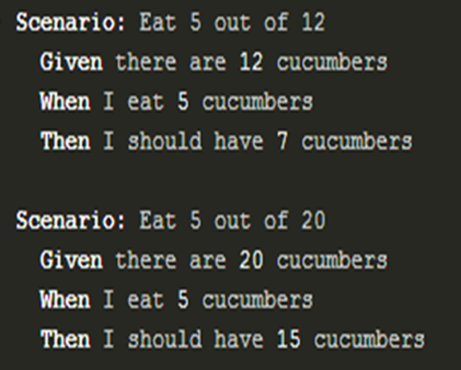 Scenario: Eat 5 out of 12
Given there are 12 cucumbers
When I eat 5 cucumbers
Then I should have 7 cucumbers
Scenario: Eat 5 out of 20
Given there are 20 cucumbers
When I eat 5 cucumbers
Then I should have 15 cucumbers